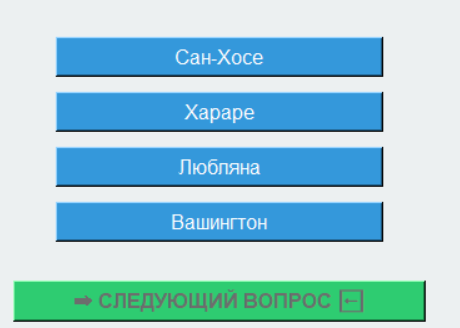 Сан-Хосе
Хараре
Любляна
Вашингтон
➡ СЛЕДУЮЩИЙ ВОПРОС ←